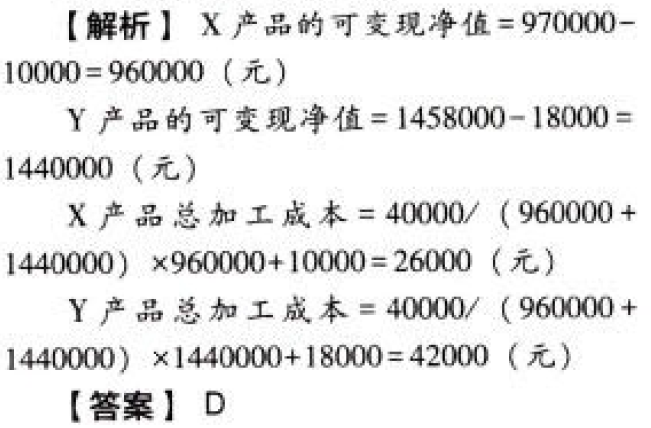 【解析】 X 产品的可变现净值=970000-
10000=960000（元）
Y 产品的可变现净值=1458000-18000=
1440000（元）
X 产品总加工成本=40000/（960000+
1440000）×960000+10000=26000（元）
Y 产品总加工成本=40000/（960000+
1440000）×1440000+18000=42000（元）
【答案】 D